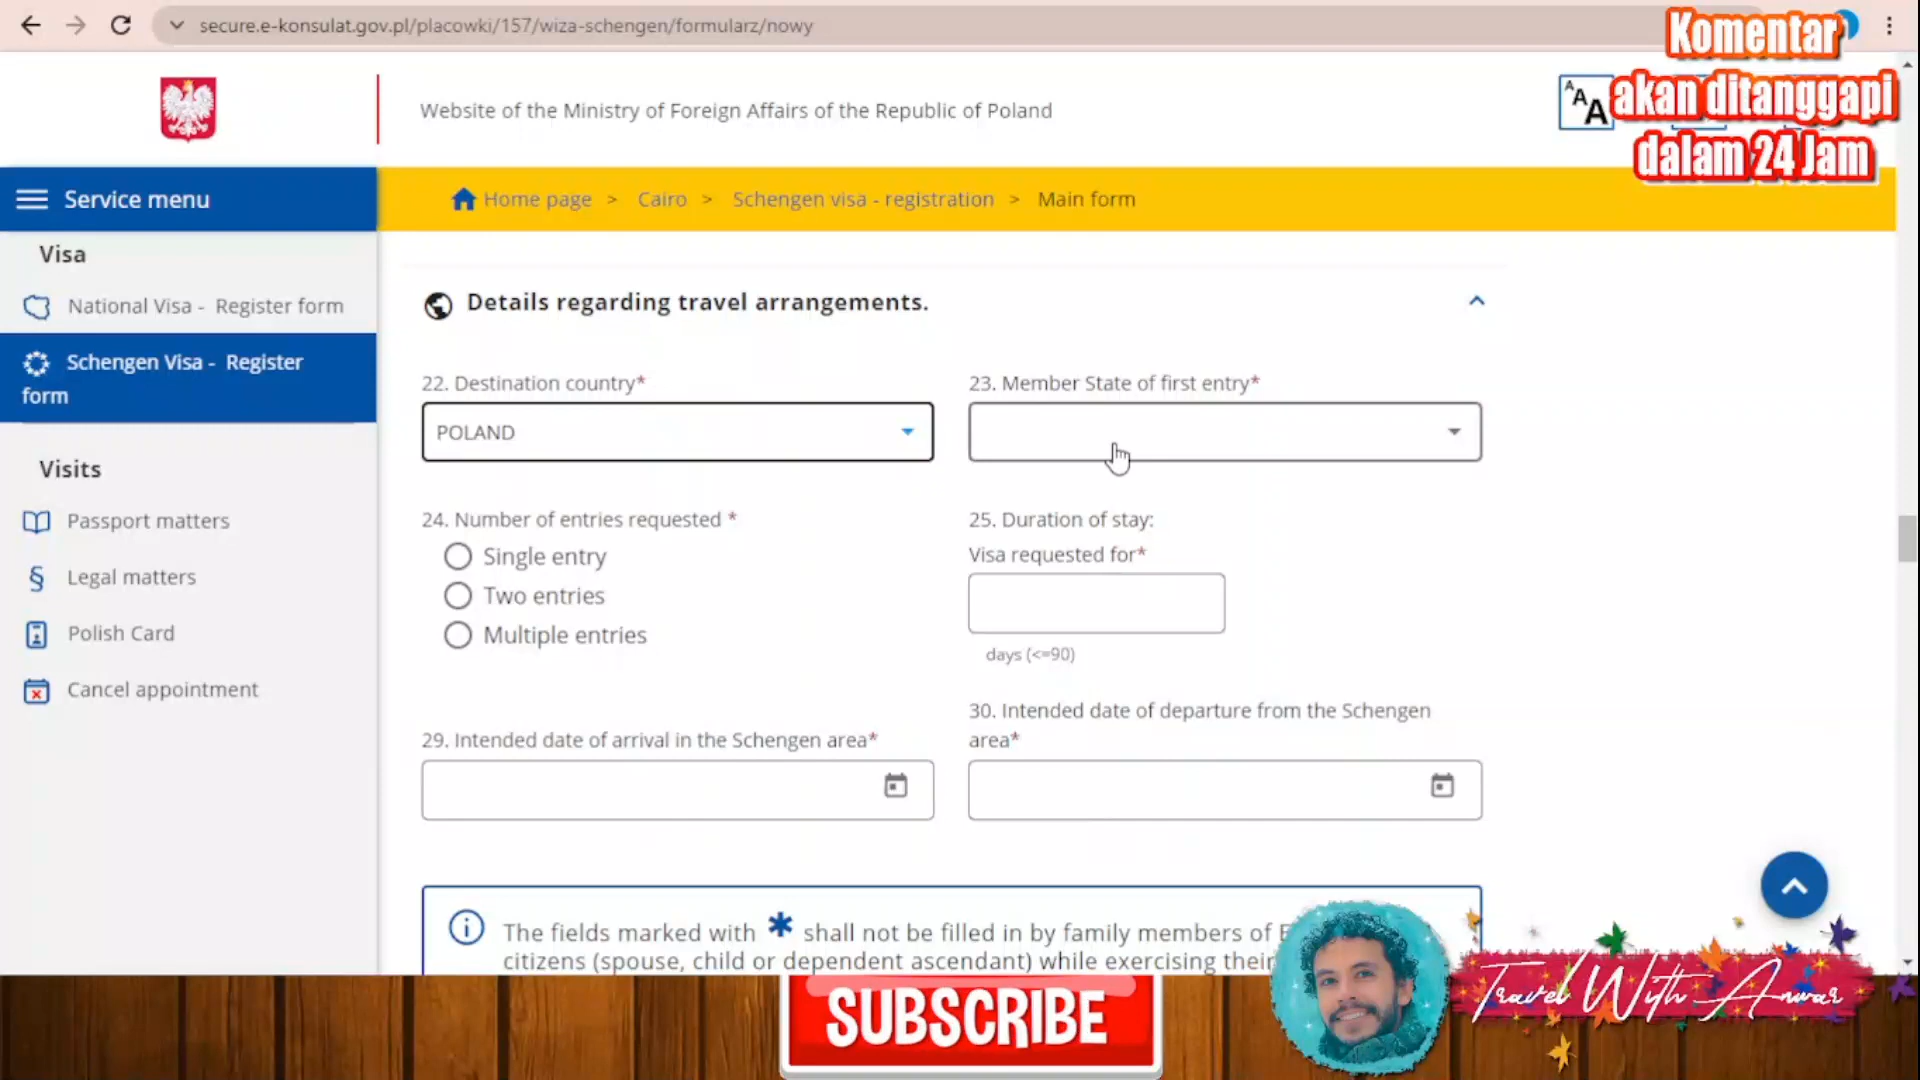 secure.e-konsulat.gov.pl/placowki/157/wiza-schengen/formularz/nowy
Komentar
akan ditanggapi
dalam 24 Jam
Website of the Ministry of Foreign Affairs of the Republic of Poland
AAA
Service menu
Home page > Cairo > Schengen visa - registration > Main form
Visa
National Visa - Register form
Schengen Visa - Register
form
Visits
Passport matters
§ Legal matters
Polish Card
Cancel appointment
Details regarding travel arrangements.
22. Destination country*
POLAND
23. Member State of first entry*
24. Number of entries requested *
Single entry
Two entries
Multiple entries
25. Duration of stay:
Visa requested for*
days (<=90)
29. Intended date of arrival in the Schengen area*
30. Intended date of departure from the Schengen
area*
The fields marked with * shall not be filled in by family members of
citizens (spouse, child or dependent ascendant) while exercising their
SUBSCRIBE
Travel With Anwar